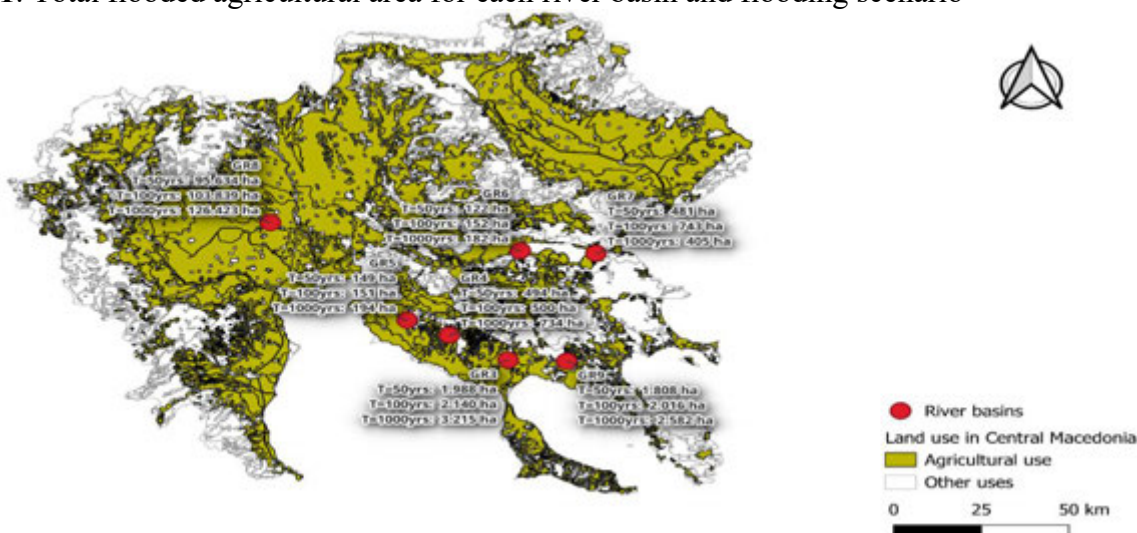 1. Total flooded agricultural area for each river basin and flooding scenario
GR8
T=50yrs: 95.634 ha
T=100yrs: 103.839 ha
T=1000yrs: 126.423 ha
GR6
T=50yrs: 122 ha
T=100yrs: 152 ha
T=1000yrs: 182 ha
GR7
T=50yrs: 481 ha
T=100yrs: 743 ha
T=1000yrs: 405 ha
GR5
T=50yrs: 149 ha
T=100yrs: 151 ha
T=1000yrs: 194 ha
GR4
T=50yrs: 494 ha
T=100yrs: 500 ha
T=1000yrs: 734 ha
GR3
T=50yrs: 1.988 ha
T=100yrs: 2.140 ha
T=1000yrs: 3.215 ha
GR9
T=50yrs: 1.808 ha
T=100yrs: 2.016 ha
T=1000yrs: 2.582 ha
River basins
Land use in Central Macedonia
Agricultural use
Other uses
0 25 50 km